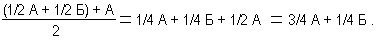 (1/2 А + 1/2 Б) + А
2
= 1/4 А + 1/4 Б + 1/2 А = 3/4 А + 1/4 Б .